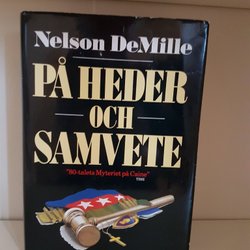 Nelson DeMille
PÅ HEDER
OCH
SAMVETE
"80-talets Myteriet på Caine"
TIME